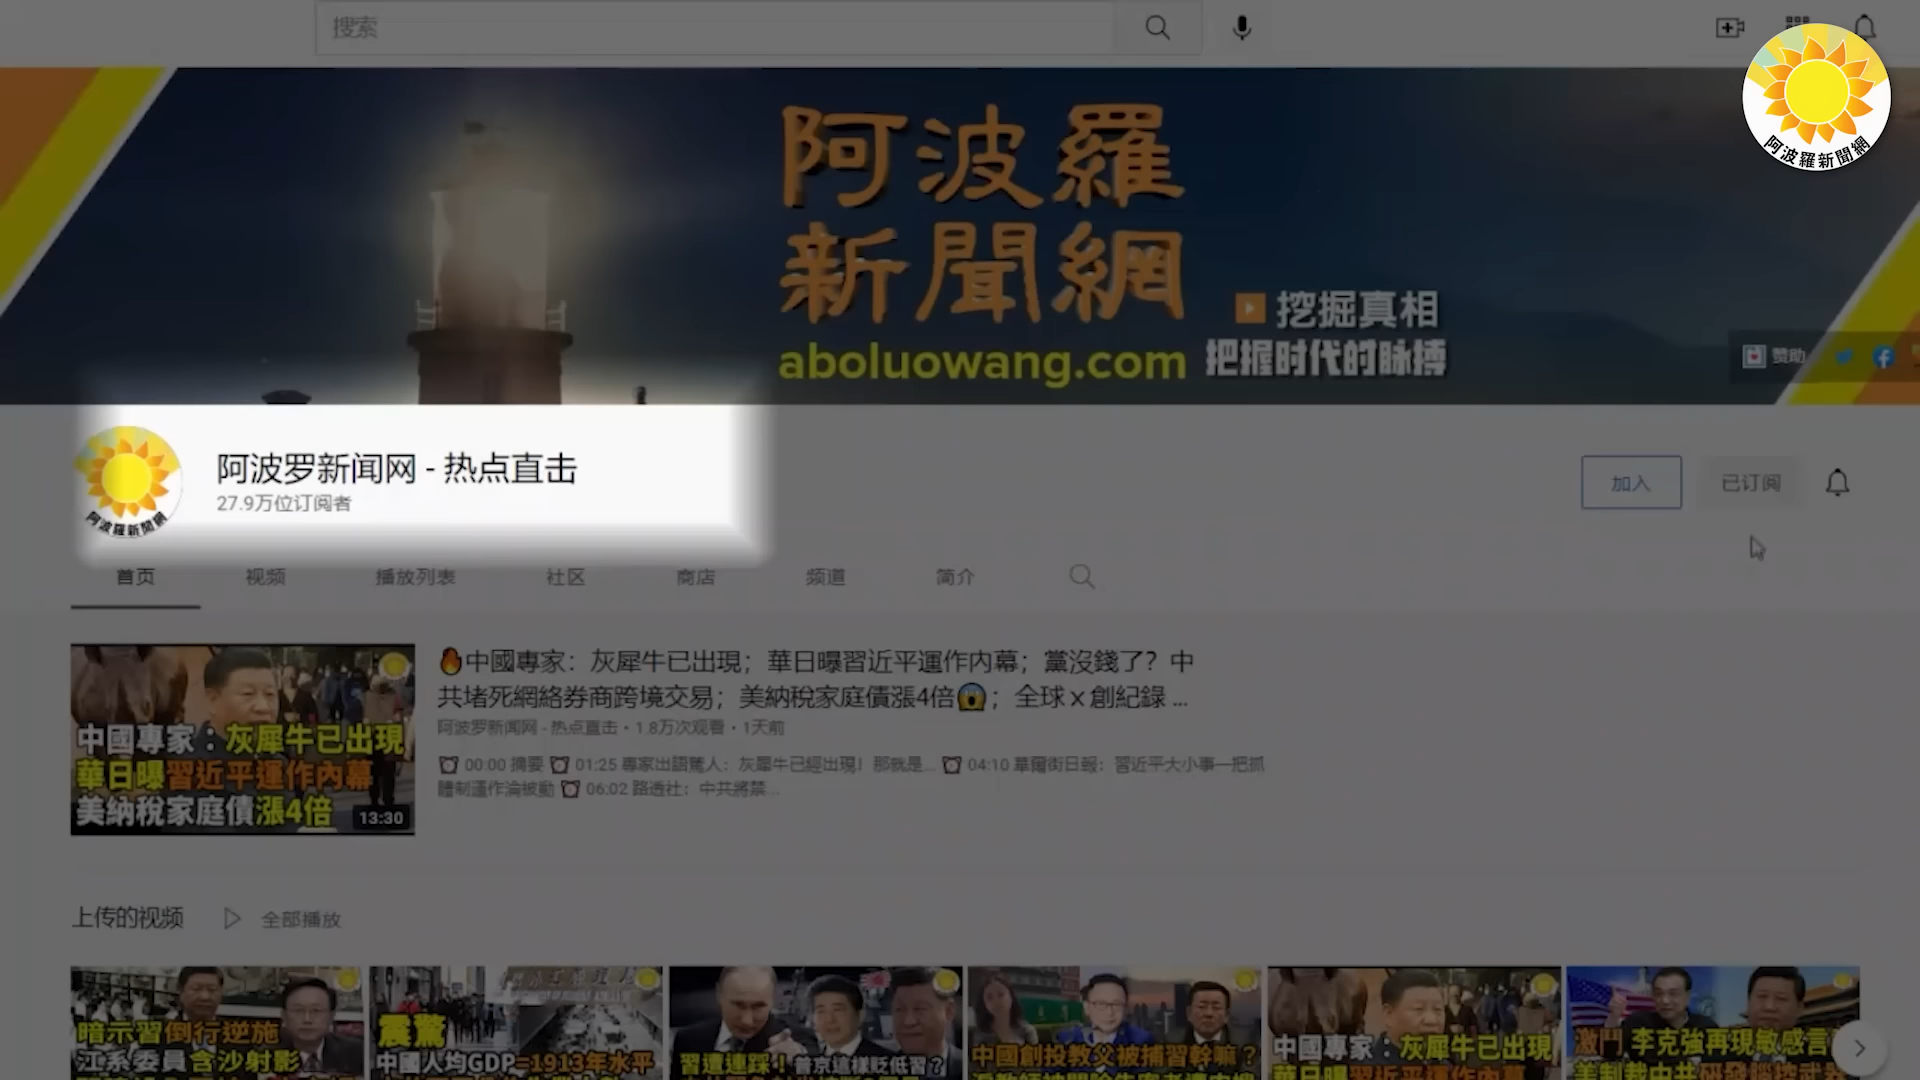 搜索
阿波羅新聞網
阿波羅
新聞網
aboluowang.com
挖掘真相
把握时代的脉搏
赞助
阿波羅新聞網
阿波罗新闻网 - 热点直击
27.9万位订阅者
加入
已订阅
首页
视频
播放列表
社区
商店
频道
简介
中國專家：灰犀牛已出現
華日曝習近平運作內幕
美納稅家庭債漲4倍
13:30
🔥中國專家：灰犀牛已出現；華日曝習近平運作內幕；黨沒錢了？中
共堵死網絡券商跨境交易；美納稅家庭債漲4倍😱；全球ｘ創紀錄 ...
阿波罗新闻网 - 热点直击・1.8万次观看・1天前
⏰ 00:00 摘要 ⏰ 01:25 專家出語驚人：灰犀牛已經出現！那就是... ⏰ 04:10 華爾街日報：習近平大小事一把抓
體制運作淪被動 ⏰ 06:02 路透社：中共將禁...
上传的视频
全部播放
暗示習倒行逆施
江系委員含沙射影
震驚
中國人均GDP=1913年水平
習遭連踩！普京這樣貶低習？
中國創投教父被捕習幹嘛？
中國專家：灰犀牛已出現
激鬥 李克強再現敏感言